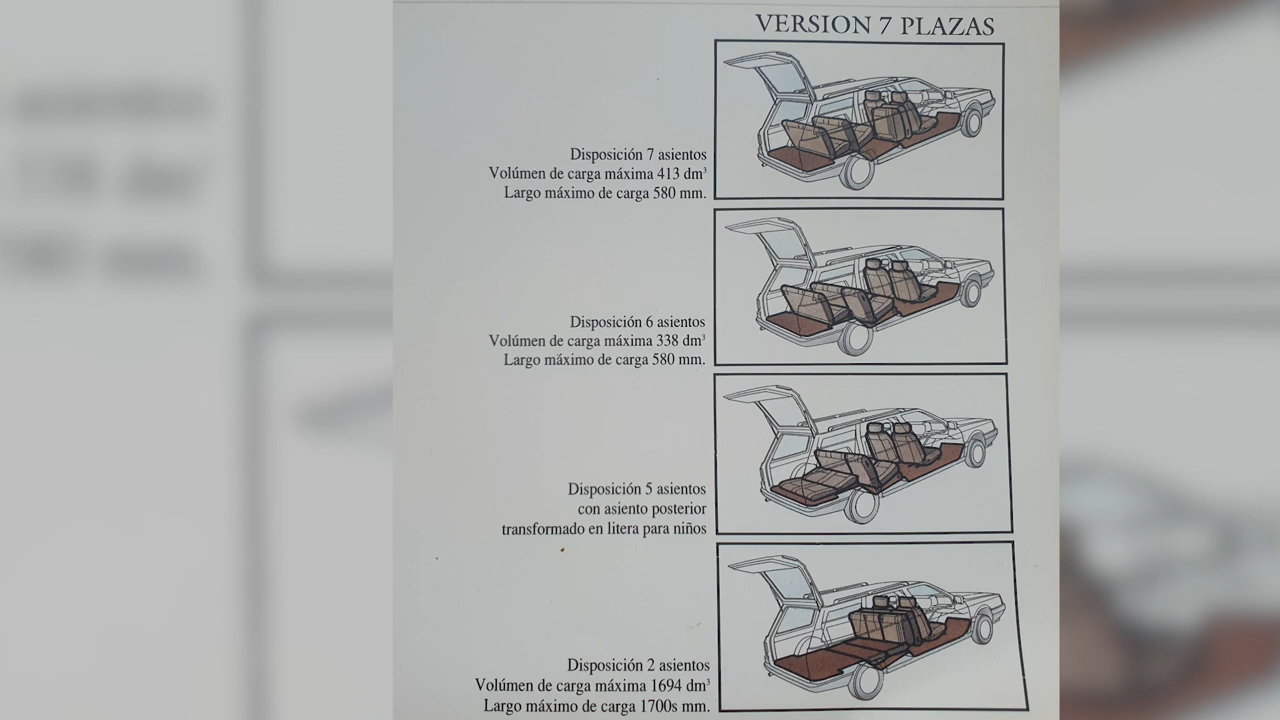 VERSION 7 PLAZAS
Disposición 7 asientos
Volúmen de carga máxima 413 dm³
Largo máximo de carga 580 mm.
Disposición 6 asientos
Volúmen de carga máxima 338 dm³
Largo máximo de carga 580 mm.
Disposición 5 asientos
con asiento posterior
transformado en litera para niños
Disposición 2 asientos
Volúmen de carga máxima 1694 dm³
Largo máximo de carga 1700s mm.